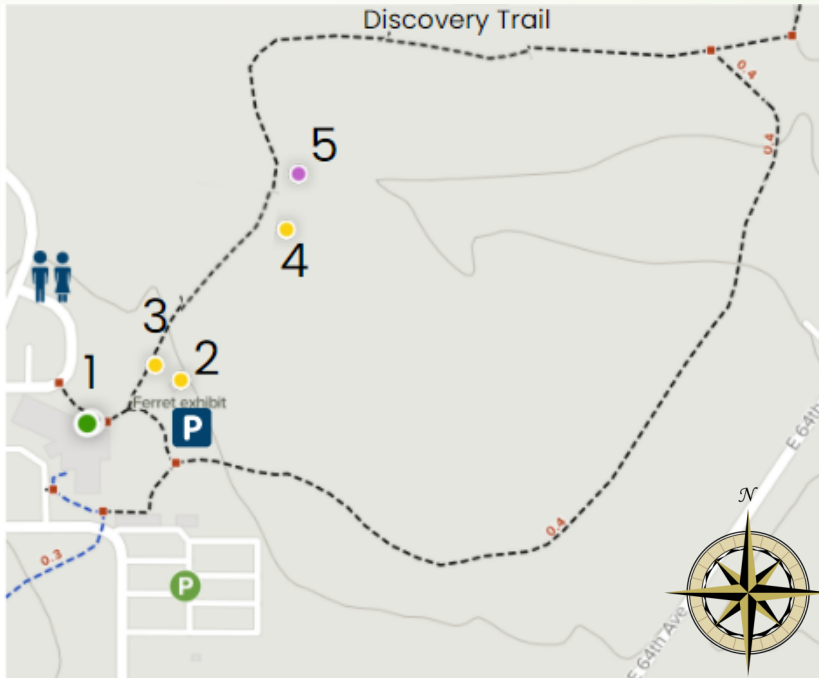 Discovery Trail
0.4
0.4
5
4
3
2
1
Ferret exhibit
P
E 64th
N
0.4
0.3
P
E 64th Ave